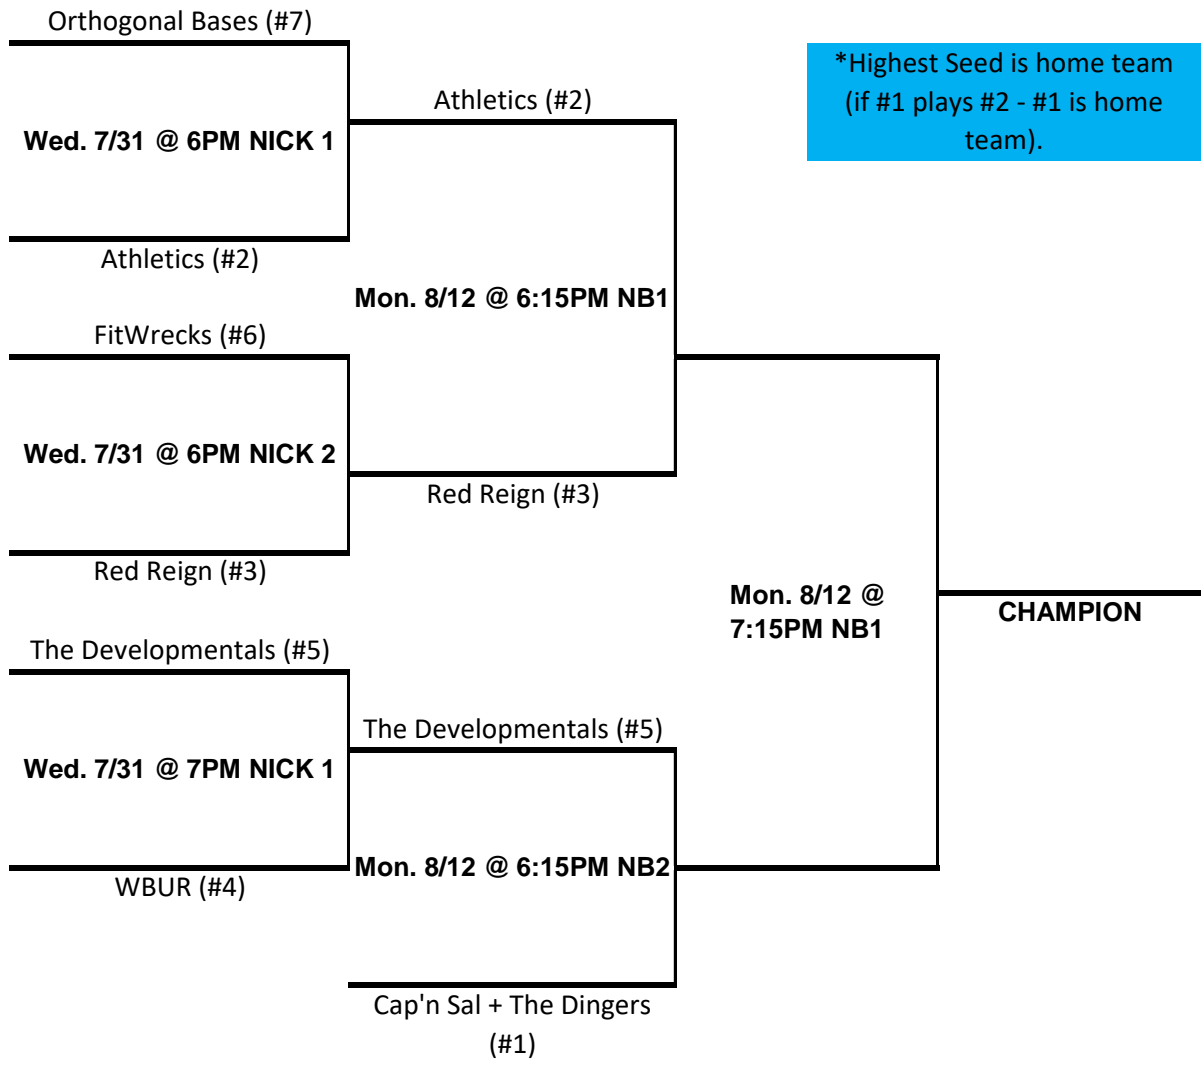 Orthogonal Bases (#7)
*Highest Seed is home team
(if #1 plays #2 - #1 is home
team).
Athletics (#2)
Wed. 7/31 @ 6PM NICK 1
Athletics (#2)
Mon. 8/12 @ 6:15PM NB1
FitWrecks (#6)
Wed. 7/31 @ 6PM NICK 2
Red Reign (#3)
Red Reign (#3)
Mon. 8/12 @
7:15PM NB1
CHAMPION
The Developmentals (#5)
The Developmentals (#5)
Wed. 7/31 @ 7PM NICK 1
Mon. 8/12 @ 6:15PM NB2
WBUR (#4)
Cap'n Sal + The Dingers
(#1)